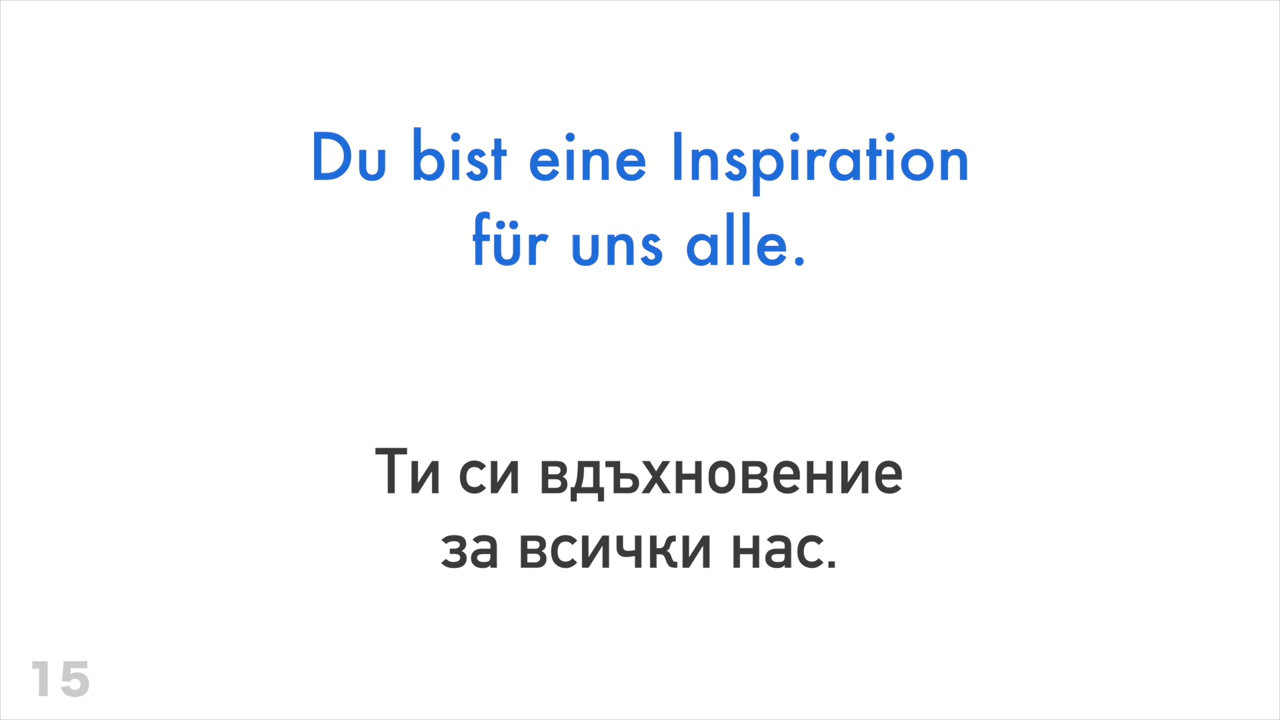 Du bist eine Inspiration
für uns alle.
Ти си вдъхновение
за всички нас.
15